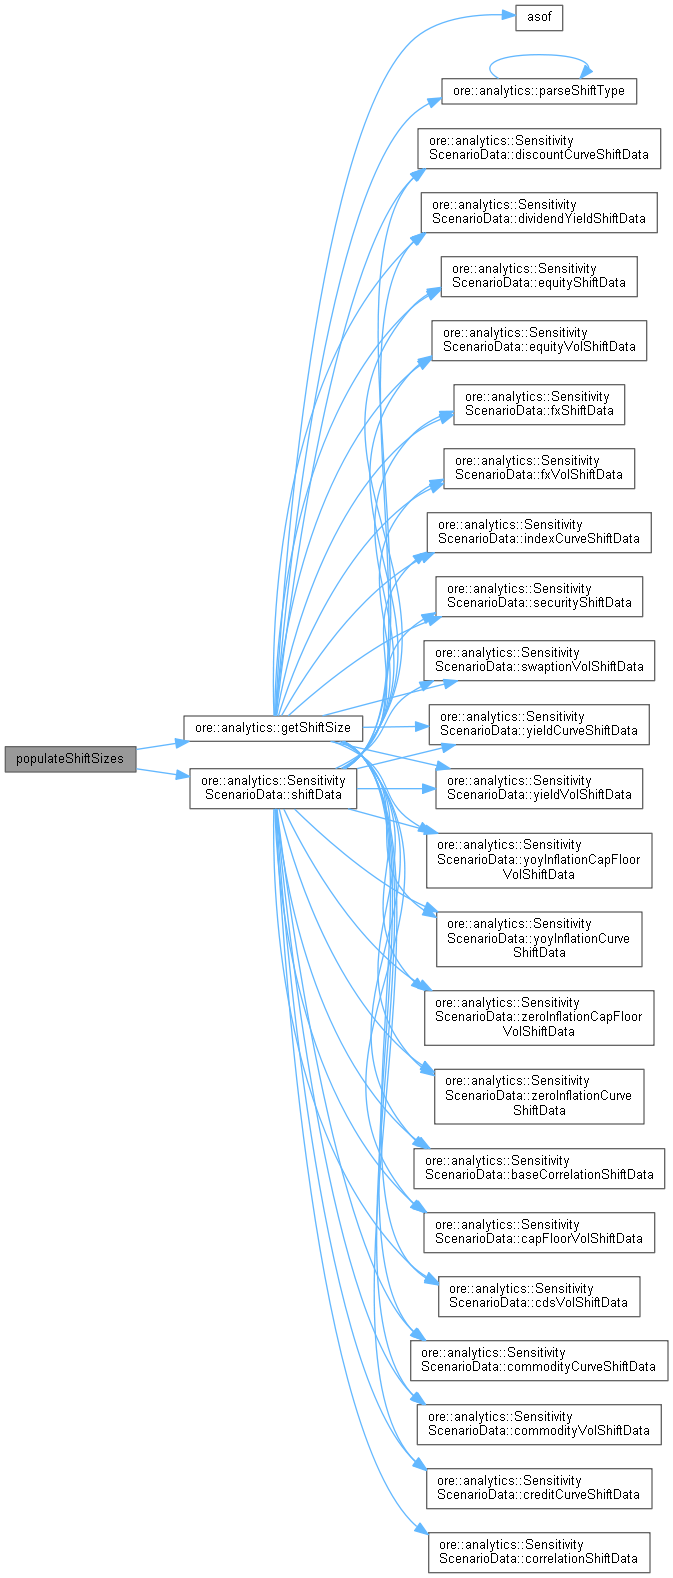 asof
ore::analytics::parseShiftType
ore::analytics::Sensitivity
ScenarioData::discountCurveShiftData
ore::analytics::Sensitivity
ScenarioData::dividendYieldShiftData
ore::analytics::Sensitivity
ScenarioData::equityShiftData
ore::analytics::Sensitivity
ScenarioData::equityVolShiftData
ore::analytics::Sensitivity
ScenarioData::fxShiftData
ore::analytics::Sensitivity
ScenarioData::fxVolShiftData
ore::analytics::Sensitivity
ScenarioData::indexCurveShiftData
ore::analytics::Sensitivity
ScenarioData::securityShiftData
ore::analytics::Sensitivity
ScenarioData::swaptionVolShiftData
populateShiftSizes
ore::analytics::getShiftSize
ore::analytics::Sensitivity
ScenarioData::shiftData
ore::analytics::Sensitivity
ScenarioData::yieldCurveShiftData
ore::analytics::Sensitivity
ScenarioData::yieldVolShiftData
ore::analytics::Sensitivity
ScenarioData::yoyInflationCapFloor
VolShiftData
ore::analytics::Sensitivity
ScenarioData::yoyInflationCurve
ShiftData
ore::analytics::Sensitivity
ScenarioData::zeroInflationCapFloor
VolShiftData
ore::analytics::Sensitivity
ScenarioData::zeroInflationCurve
ShiftData
ore::analytics::Sensitivity
ScenarioData::baseCorrelationShiftData
ore::analytics::Sensitivity
ScenarioData::capFloorVolShiftData
ore::analytics::Sensitivity
ScenarioData::cdsVolShiftData
ore::analytics::Sensitivity
ScenarioData::commodityCurveShiftData
ore::analytics::Sensitivity
ScenarioData::commodityVolShiftData
ore::analytics::Sensitivity
ScenarioData::creditCurveShiftData
ore::analytics::Sensitivity
ScenarioData::correlationShiftData